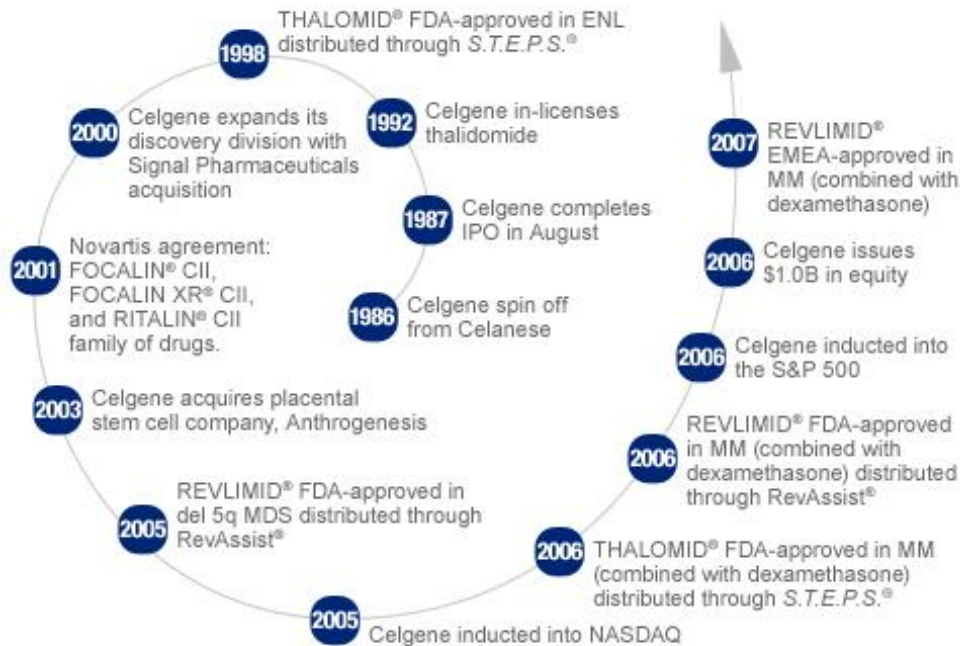 THALOMID® FDA-approved in ENL
distributed through S.T.E.P.S.®
1998
2000
Celgene expands its
discovery division with
Signal Pharmaceuticals
acquisition
1992
Celgene in-licenses
thalidomide
2007
REVLIMID®
EMEA-approved in
MM (combined with
dexamethasone)
1987
Celgene completes
IPO in August
2001
Novartis agreement:
FOCALIN® CII,
FOCALIN XR® CII,
and RITALIN® CII
family of drugs.
2006
Celgene issues
$1.0B in equity
1986
Celgene spin off
from Celanese
2006
Celgene inducted into
the S&P 500
2003
Celgene acquires placental
stem cell company, Anthrogenesis
2006
REVLIMID® FDA-approved
in MM (combined with
dexamethasone) distributed
through RevAssist®
2005
REVLIMID® FDA-approved in
del 5q MDS distributed through
RevAssist®
2006
THALOMID® FDA-approved in MM
(combined with dexamethasone)
distributed through S.T.E.P.S.®
2005
Celgene inducted into NASDAQ